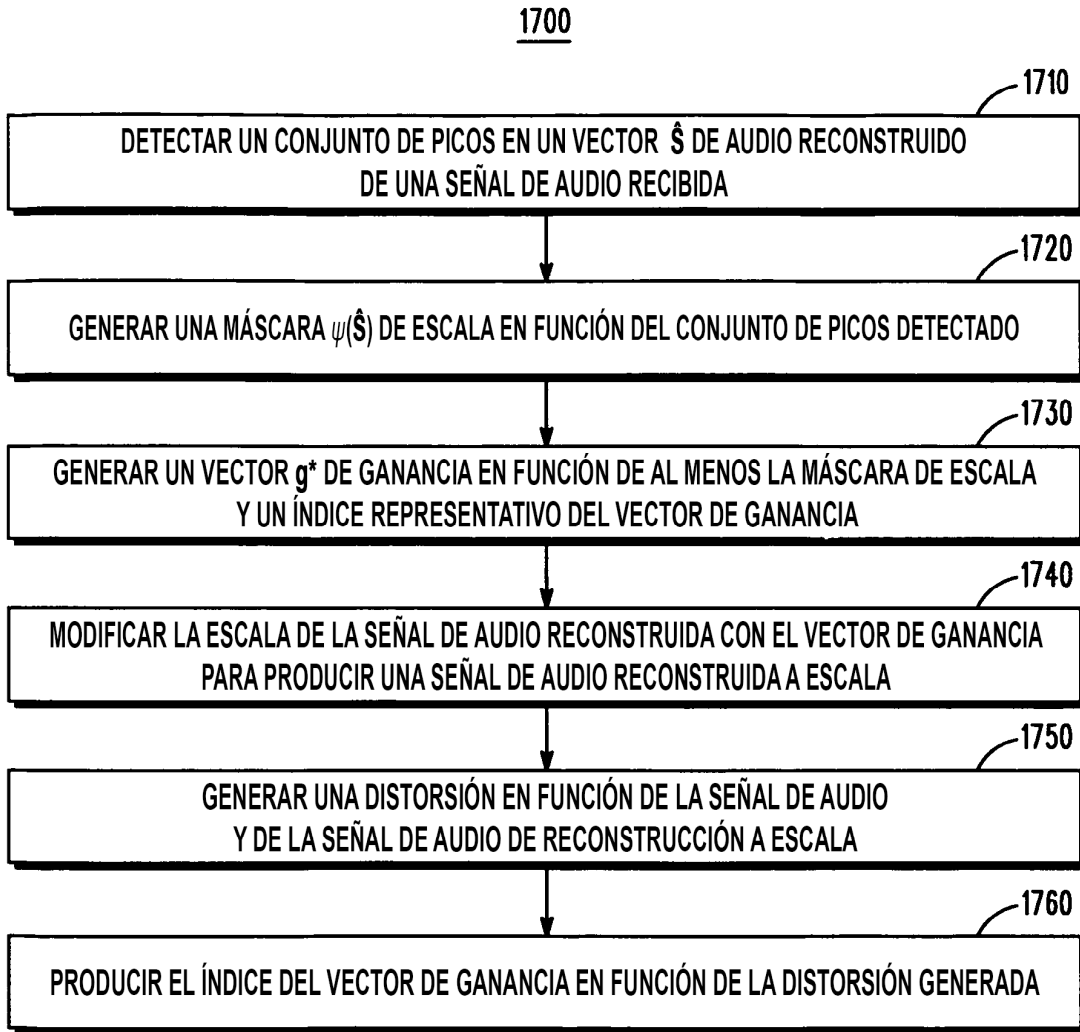 1700
1710
DETECTAR UN CONJUNTO DE PICOS EN UN VECTOR Ŝ DE AUDIO RECONSTRUIDO
DE UNA SEÑAL DE AUDIO RECIBIDA
1720
GENERAR UNA MÁSCARA ψ(Ŝ) DE ESCALA EN FUNCIÓN DEL CONJUNTO DE PICOS DETECTADO
1730
GENERAR UN VECTOR g* DE GANANCIA EN FUNCIÓN DE AL MENOS LA MÁSCARA DE ESCALA
Y UN ÍNDICE REPRESENTATIVO DEL VECTOR DE GANANCIA
1740
MODIFICAR LA ESCALA DE LA SEÑAL DE AUDIO RECONSTRUIDA CON EL VECTOR DE GANANCIA
PARA PRODUCIR UNA SEÑAL DE AUDIO RECONSTRUIDA A ESCALA
1750
GENERAR UNA DISTORSIÓN EN FUNCIÓN DE LA SEÑAL DE AUDIO
Y DE LA SEÑAL DE AUDIO DE RECONSTRUCCIÓN A ESCALA
1760
PRODUCIR EL ÍNDICE DEL VECTOR DE GANANCIA EN FUNCIÓN DE LA DISTORSIÓN GENERADA